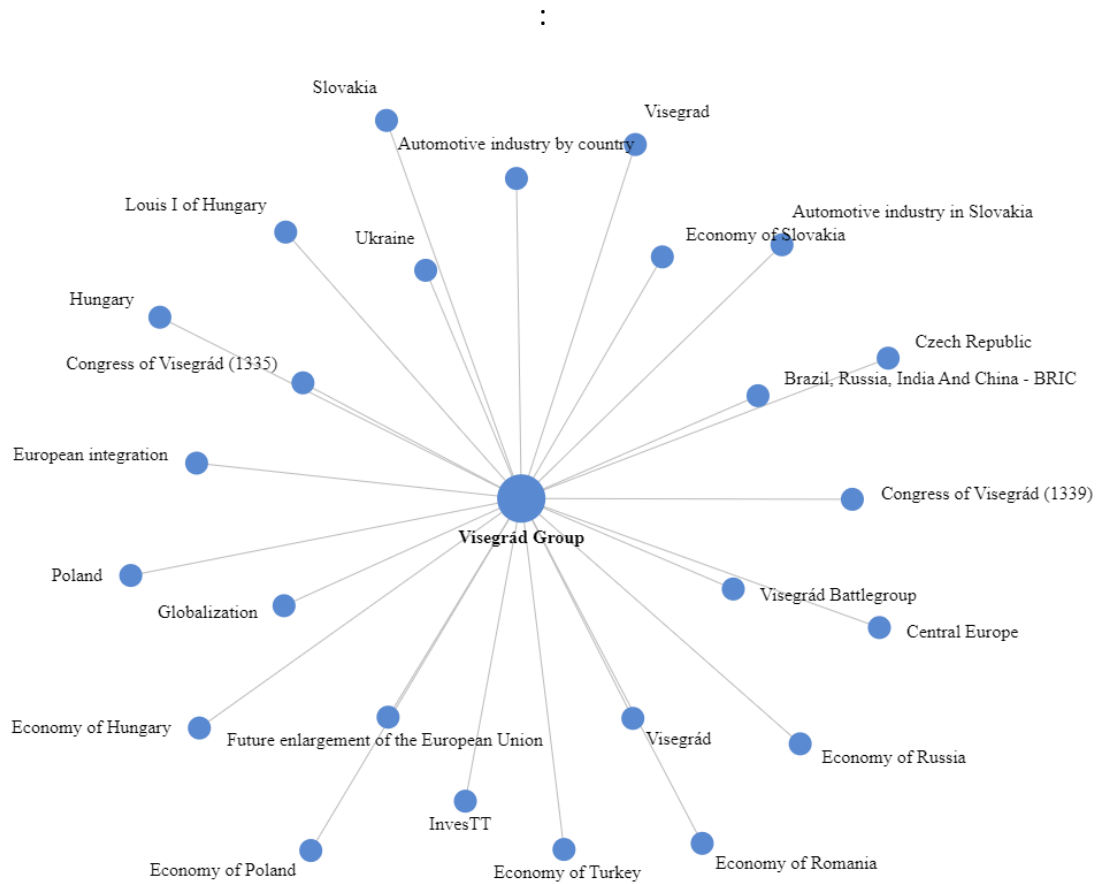 :
Slovakia
Visegrad
Automotive industry by country
Louis I of Hungary
Automotive industry in Slovakia
Ukraine
Economy of Slovakia
Hungary
Czech Republic
Congress of Visegrád (1335)
Brazil, Russia, India And China - BRIC
European integration
Congress of Visegrád (1339)
Visegrád Group
Poland
Visegrád Battlegroup
Globalization
Central Europe
Economy of Hungary
Future enlargement of the European Union
Visegrád
Economy of Russia
InvesTT
Economy of Poland
Economy of Turkey
Economy of Romania